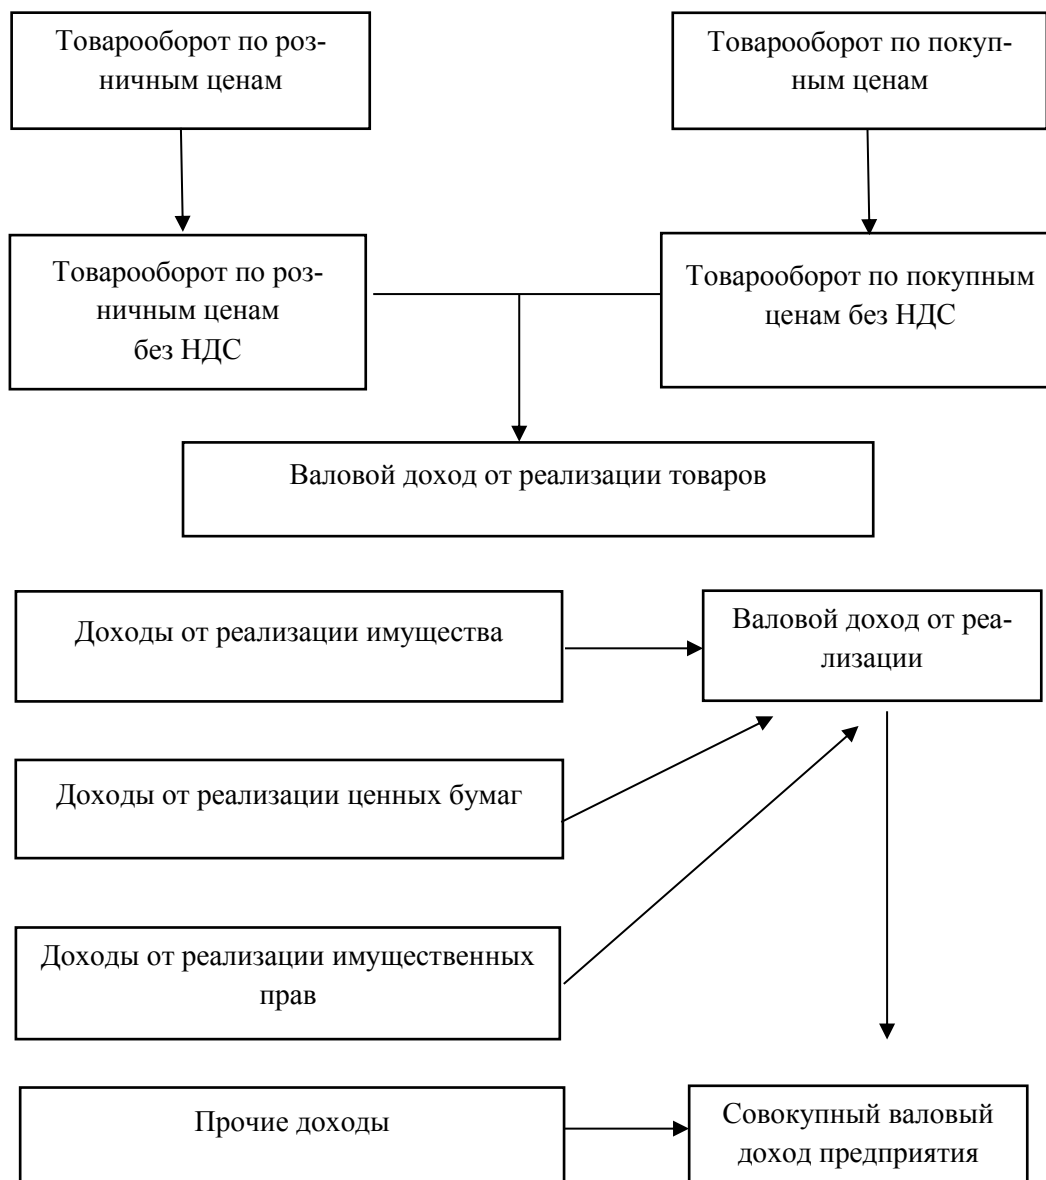 Товарооборот по роз-
ничным ценам
Товарооборот по покуп-
ным ценам
Товарооборот по роз-
ничным ценам
без НДС
Товарооборот по покупным
ценам без НДС
Валовой доход от реализации товаров
Доходы от реализации имущества
Валовой доход от реа-
лизации
Доходы от реализации ценных бумаг
Доходы от реализации имущественных
прав
Прочие доходы
Совокупный валовый
доход предприятия